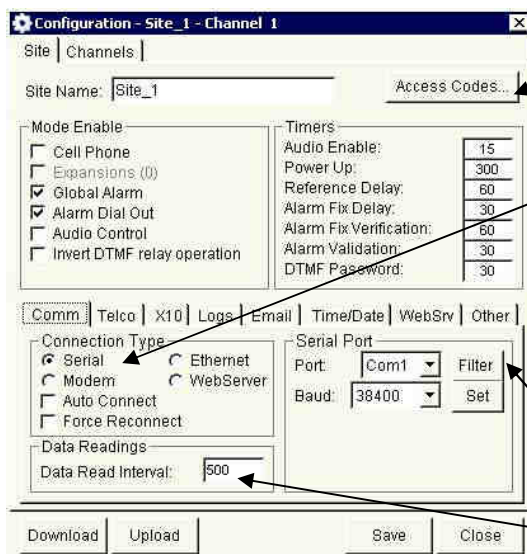 Configuration - Site_1 - Channel 1
Site Channels
Site Name: Site_1 Access Codes...
Mode Enable
Cell Phone
Expansions (0)
Global Alarm
Alarm Dial Out
Audio Control
Invert DTMF relay operation
Timers
Audio Enable: 15
Power Up: 300
Reference Delay: 60
Alarm Fix Delay: 30
Alarm Fix Verification: 60
Alarm Validation: 30
DTMF Password: 30
Comm Telco X10 Logs Email Time/Date WebSrv Other
Connection Type
Serial Ethernet
Modem WebServer
Auto Connect
Force Reconnect
Serial Port
Port: Com1 Filter
Baud: 38400 Set
Data Readings
Data Read Interval: 500
Download Upload Save Close